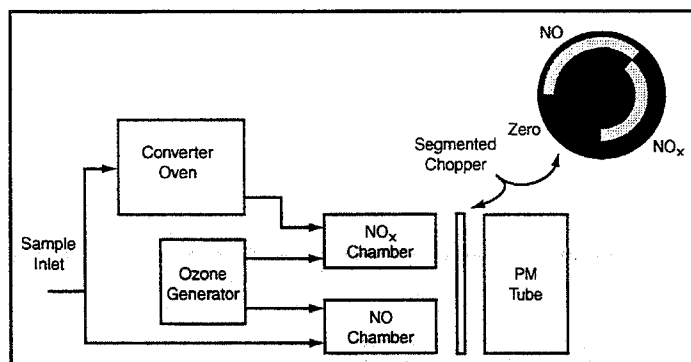 NO
Zero
NOx
Segmented
Chopper
Converter
Oven
Sample
Inlet
Ozone
Generator
NOx
Chamber
NO
Chamber
PM
Tube